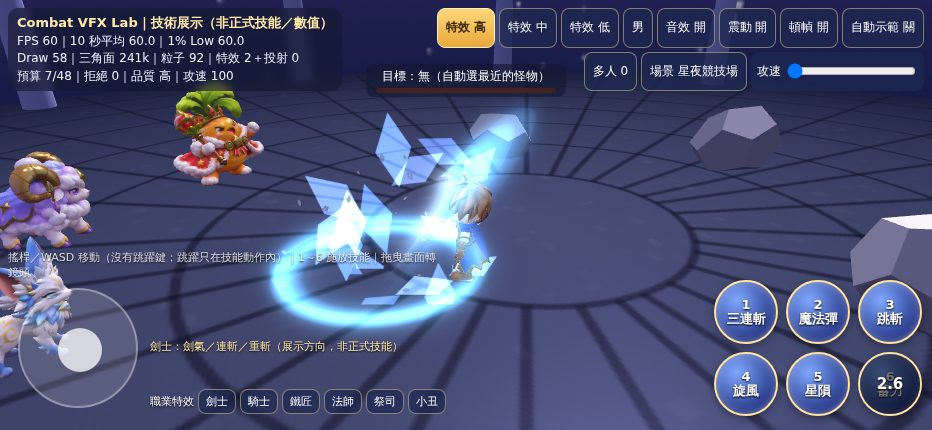 Combat VFX Lab｜技術展示（非正式技能／數值）
FPS 60｜10 秒平均 60.0｜1% Low 60.0
Draw 58｜三角面 241k｜粒子 92｜特效 2＋投射 0
預算 7/48｜拒絕 0｜品質 高｜攻速 100
特效 高
特效 中
特效 低
男
音效 開
震動 開
頓幀 開
自動示範 關
目標：無（自動選最近的怪物）
多人 0
場景 星夜競技場
攻速
搖桿／WASD 移動（沒有跳躍鍵；跳躍只在技能動作內）｜1～6 施放技能｜拖曳畫面轉
鏡頭
1
三連斬
2
魔法彈
3
跳斬
4
旋風
5
星隕
2.6
劍士：劍氣／連斬／重斬（展示方向，非正式技能）
職業特效
劍士
騎士
鐵匠
法師
祭司
小丑